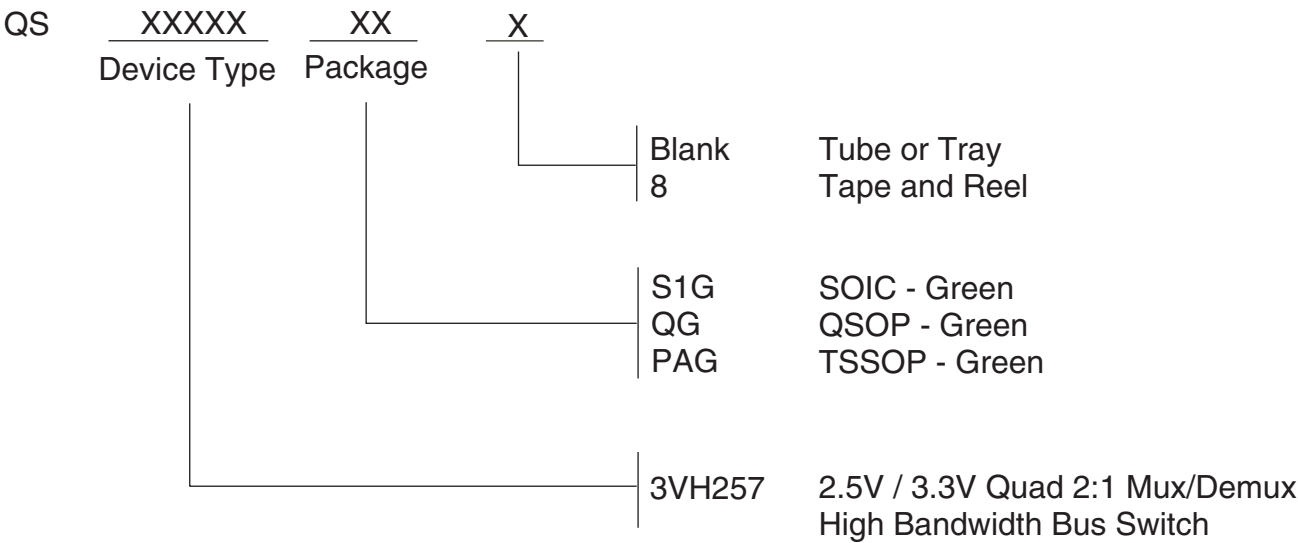 QS XXXXX XX X
Device Type Package
Blank Tube or Tray
8 Tape and Reel
S1G SOIC - Green
QG QSOP - Green
PAG TSSOP - Green
3VH257 2.5V / 3.3V Quad 2:1 Mux/Demux
High Bandwidth Bus Switch